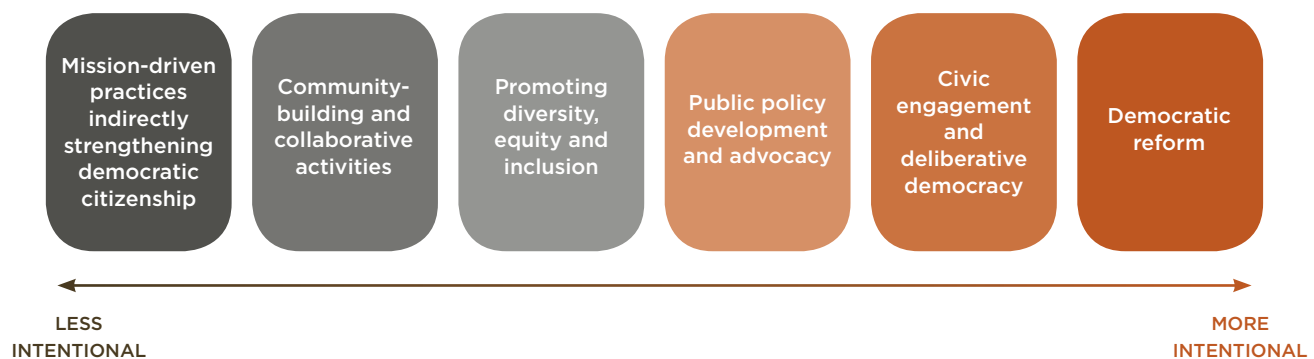 Mission-driven
practices
indirectly
strengthening
democratic
citizenship
Community-
building and
collaborative
activities
Promoting
diversity,
equity and
inclusion
Public policy
development
and advocacy
Civic
engagement
and
deliberative
democracy
Democratic
reform
LESS
INTENTIONAL
MORE
INTENTIONAL